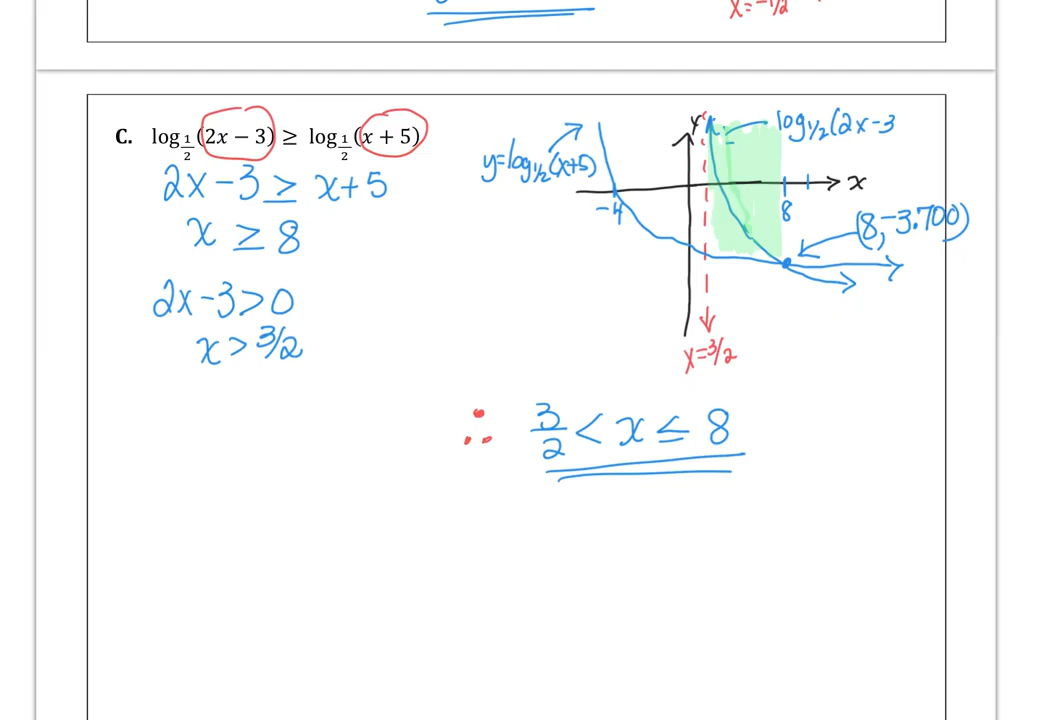 x=-1/2
C. log_{1/2}(2x − 3) ≥ log_{1/2}(x + 5)
2x -3 ≥ x+5
x ≥ 8
2x -3 > 0
x > 3/2
y=log_{1/2}(x+5)
y
log_{1/2}(2x-3
x
-4
8
(8,-3.700)
x=3/2
∴ 3/2 < x ≤ 8